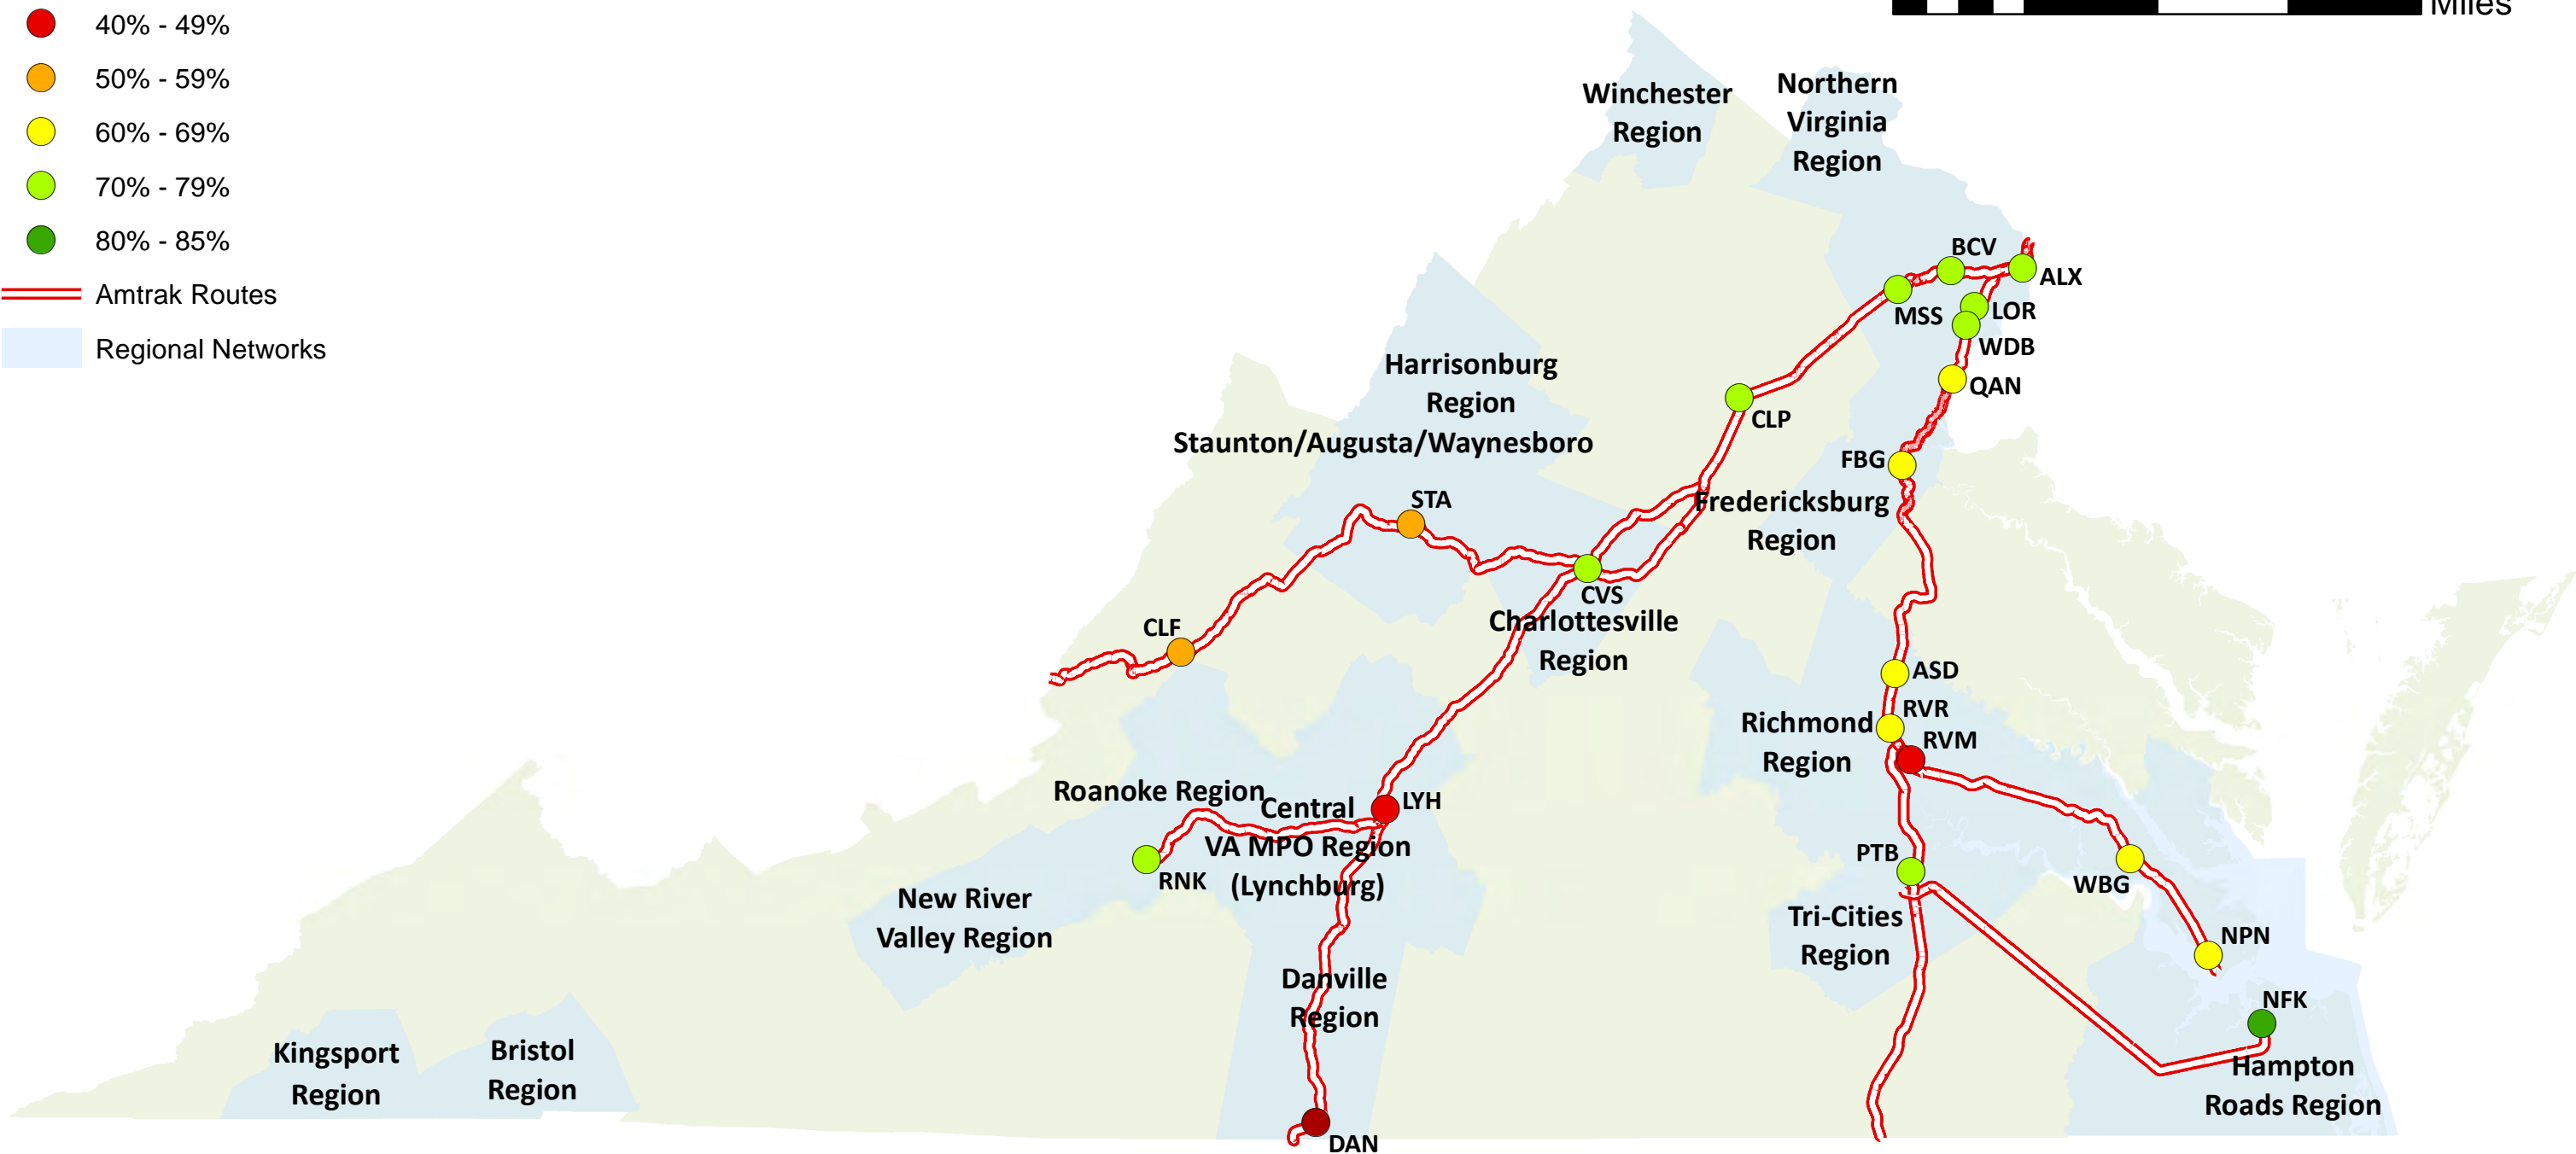 Miles
40% - 49%
50% - 59%
60% - 69%
70% - 79%
80% - 85%
Amtrak Routes
Regional Networks
Winchester
Region
Northern
Virginia
Region
BCV
ALX
MSS
LOR
WDB
QAN
Harrisonburg
Region
Staunton/Augusta/Waynesboro
CLP
FBG
Fredericksburg
Region
STA
CVS
Charlottesville
Region
CLF
ASD
RVR
Richmond
Region
RVM
Roanoke Region
Central
VA MPO Region
(Lynchburg)
LYH
RNK
PTB
WBG
New River
Valley Region
Tri-Cities
Region
NPN
Danville
Region
NFK
Kingsport
Region
Bristol
Region
Hampton
Roads Region
DAN